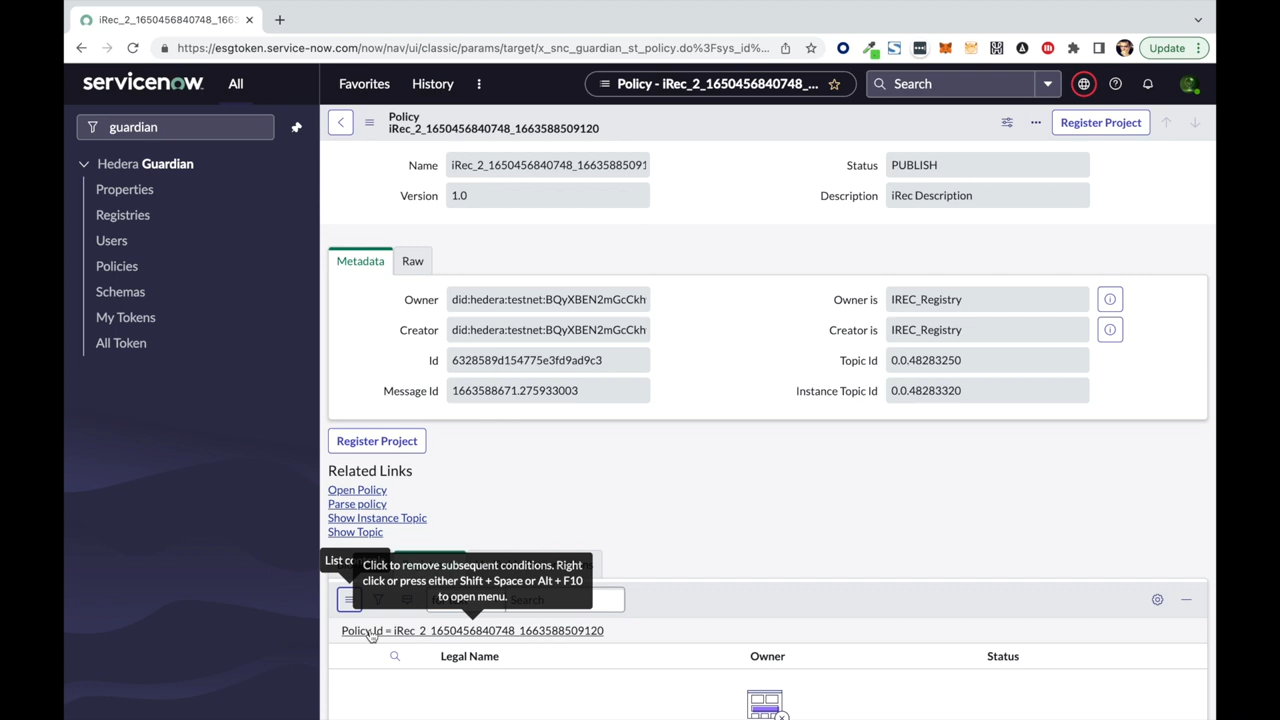 iRec_2_1650456840748_1663
https://esgtoken.service-now.com/now/nav/ui/classic/params/target/x_snc_guardian_st_policy.do%3Fsys_id%...
Update
servicenow
All
Favorites
History
Policy - iRec_2_1650456840748_...
Search
guardian
Policy
iRec_2_1650456840748_1663588509120
Register Project
Hedera Guardian
Properties
Registries
Users
Policies
Schemas
My Tokens
All Token
Name
iRec_2_1650456840748_16635885091
Status
PUBLISH
Version
1.0
Description
iRec Description
Metadata
Raw
Owner
did:hedera:testnet:BQyXBEN2mGcCkh
Owner is
IREC_Registry
Creator
did:hedera:testnet:BQyXBEN2mGcCkh
Creator is
IREC_Registry
Id
6328589d154775e3fd9ad9c3
Topic Id
0.0.48283250
Message Id
1663588671.275933003
Instance Topic Id
0.0.48283320
Register Project
Related Links
Open Policy
Parse policy
Show Instance Topic
Show Topic
List co
Click to remove subsequent conditions. Right
click or press either Shift + Space or Alt + F10
to open menu.
Search
Policy Id = iRec_2_1650456840748_1663588509120
Legal Name
Owner
Status